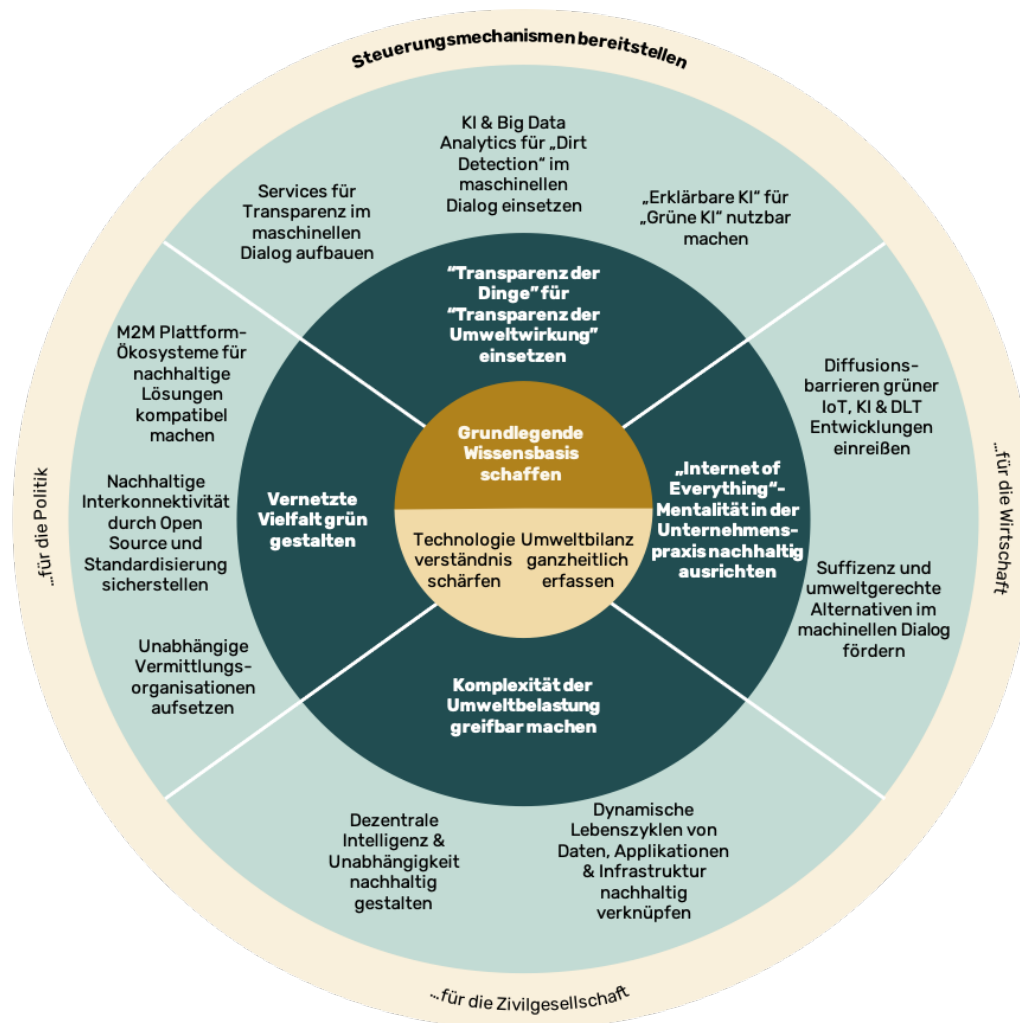 Steuerungsmechanismen bereitstellen
KI & Big Data
Analytics für „Dirt
Detection“ im
maschinellen
Dialog einsetzen
Services für
Transparenz im
maschinellen
Dialog aufbauen
„Erklärbare KI“ für
„Grüne KI“ nutzbar
machen
“Transparenz der
Dinge” für
“Transparenz der
Umweltwirkung”
einsetzen
M2M Plattform-
Ökosysteme für
nachhaltige
Lösungen
kompatibel
machen
Nachhaltige
Interkonnektivität
durch Open
Source und
Standardisierung
sicherstellen
Unabhängige
Vermittlungs-
organisationen
aufsetzen
...für die Politik
Vernetzte
Vielfalt grün
gestalten
Grundlegende
Wissensbasis
schaffen
Technologie
verständnis
schärfen
Umweltbilanz
ganzheitlich
erfassen
„Internet of
Everything“-
Mentalität in der
Unternehmens-
praxis nachhaltig
ausrichten
Diffusions-
barrieren grüner
IoT, KI & DLT
Entwicklungen
einreißen
Suffizenz und
umweltgerechte
Alternativen im
machinellen Dialog
fördern
...für die Wirtschaft
Komplexität der
Umweltbelastung
greifbar machen
Dezentrale
Intelligenz &
Unabhängigkeit
nachhaltig
gestalten
Dynamische
Lebenszyklen von
Daten, Applikationen
& Infrastruktur
nachhaltig
verknüpfen
...für die Zivilgesellschaft